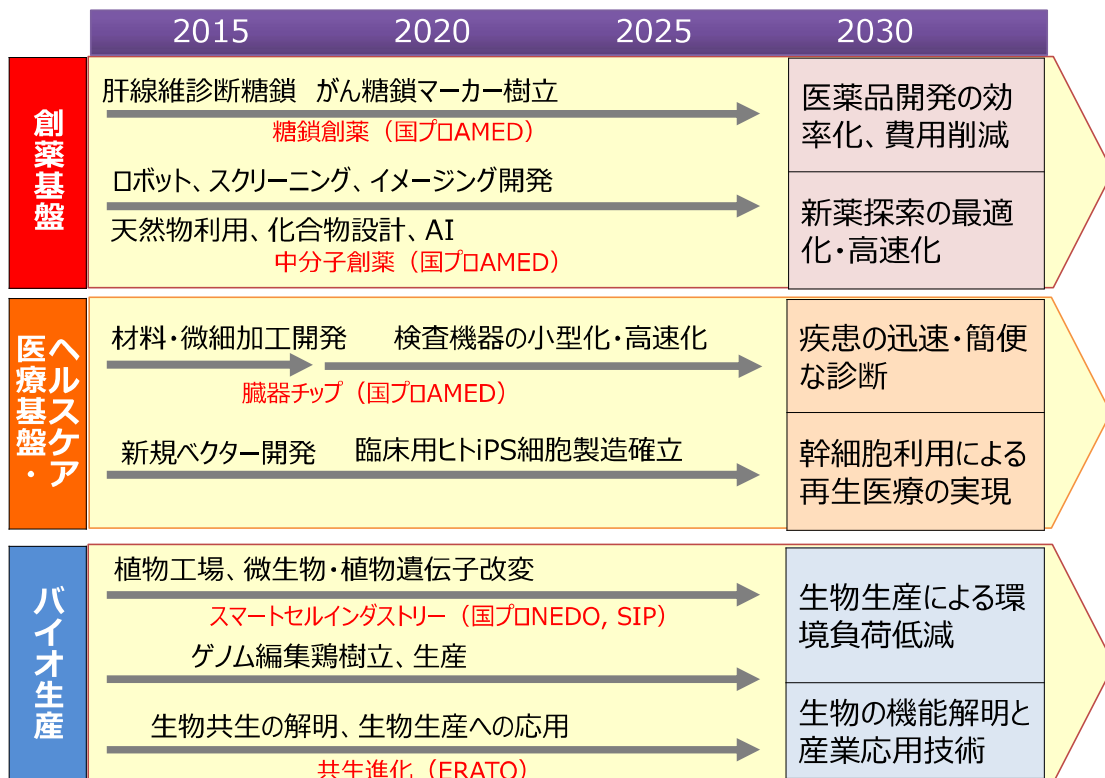 2015 2020 2025 2030
創薬基盤
肝線維診断糖鎖 がん糖鎖マーカー樹立
糖鎖創薬（国プロAMED）
ロボット、スクリーニング、イメージング開発
天然物利用、化合物設計、AI
中分子創薬（国プロAMED）
医薬品開発の効
率化、費用削減
新薬探索の最適
化・高速化
医療基盤・
ヘルスケア
材料・微細加工開発 検査機器の小型化・高速化
臓器チップ（国プロAMED）
新規ベクター開発 臨床用ヒトiPS細胞製造確立
疾患の迅速・簡便
な診断
幹細胞利用による
再生医療の実現
バイオ生産
植物工場、微生物・植物遺伝子改変
スマートセルインダストリー（国プロNEDO, SIP）
ゲノム編集鶏樹立、生産
生物共生の解明、生物生産への応用
共生進化（ERATO）
生物生産による環
境負荷低減
生物の機能解明と
産業応用技術